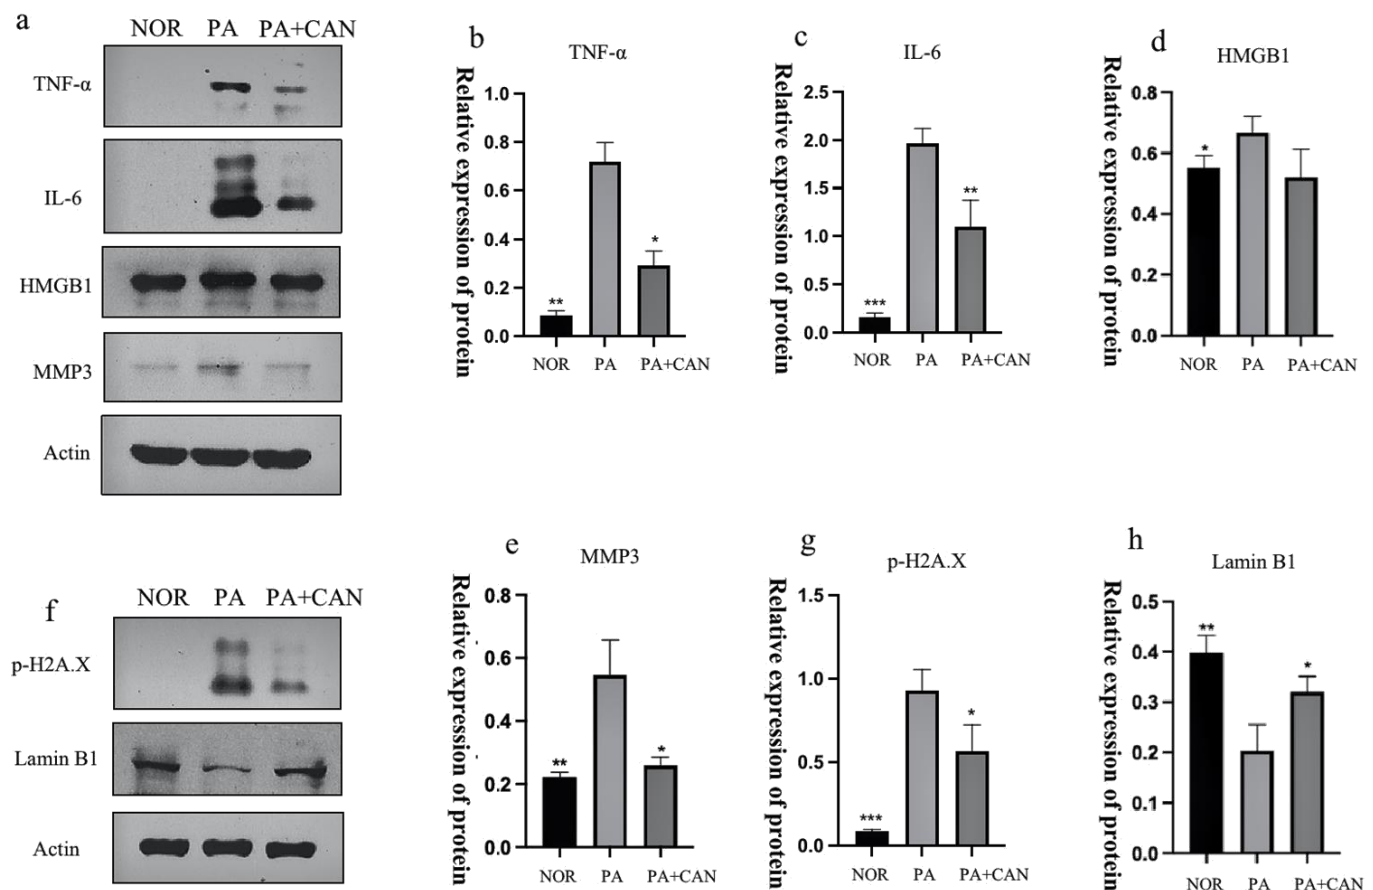 a
NOR PA PA+CAN
TNF-α
IL-6
HMGB1
MMP3
Actin
b
TNF-α
Relative expression of protein
1.0
0.8
0.6
0.4
0.2
0.0
**
*
NOR PA PA+CAN
c
IL-6
Relative expression of protein
2.5
2.0
1.5
1.0
0.5
0.0
***
**
NOR PA PA+CAN
d
HMGB1
Relative expression of protein
0.8
0.6
0.4
0.2
0.0
*
NOR PA PA+CAN
e
MMP3
Relative expression of protein
0.8
0.6
0.4
0.2
0.0
**
*
NOR PA PA+CAN
f
NOR PA PA+CAN
p-H2A.X
Lamin B1
Actin
g
p-H2A.X
Relative expression of protein
1.5
1.0
0.5
0.0
***
*
NOR PA PA+CAN
h
Lamin B1
Relative expression of protein
0.5
0.4
0.3
0.2
0.1
0.0
**
*
NOR PA PA+CAN